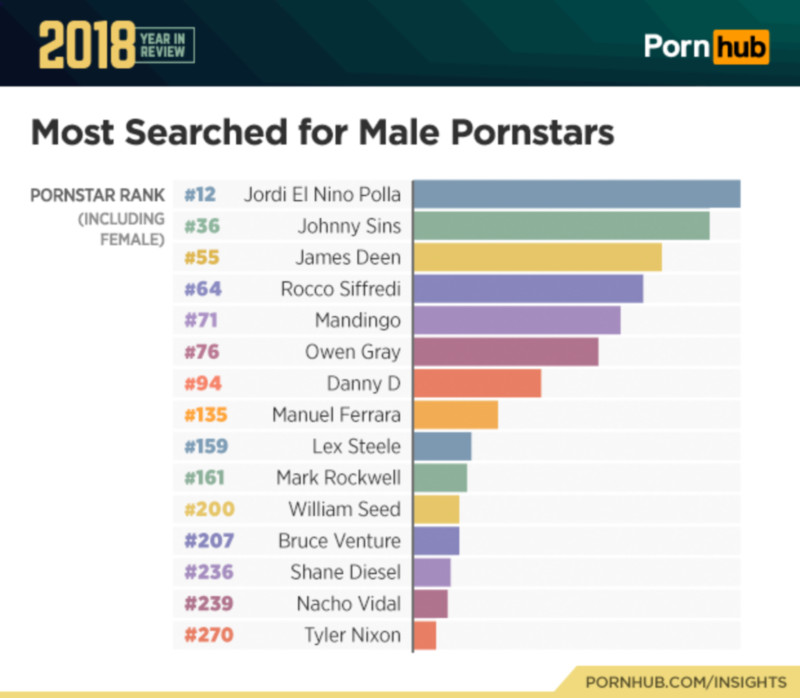 2018 YEAR IN REVIEW
Porn hub
Most Searched for Male Pornstars
PORNSTAR RANK
(INCLUDING
FEMALE)
#12 Jordi El Nino Polla
#36 Johnny Sins
#55 James Deen
#64 Rocco Siffredi
#71 Mandingo
#76 Owen Gray
#94 Danny D
#135 Manuel Ferrara
#159 Lex Steele
#161 Mark Rockwell
#200 William Seed
#207 Bruce Venture
#236 Shane Diesel
#239 Nacho Vidal
#270 Tyler Nixon
PORNHUB.COM/INSIGHTS